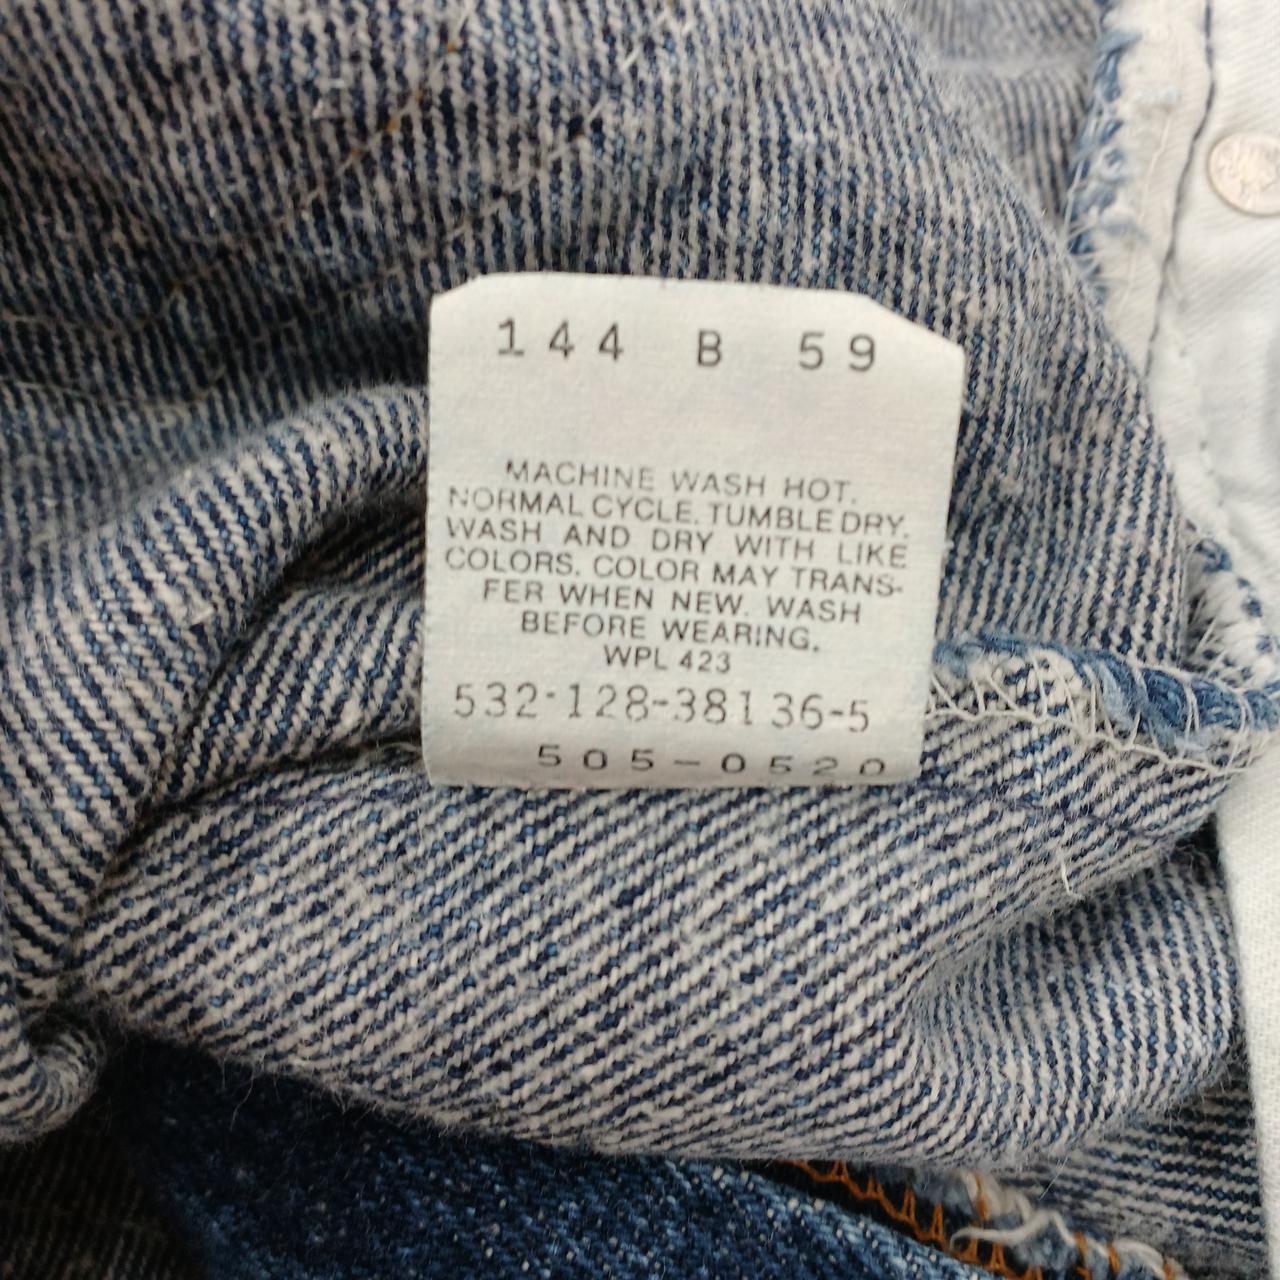 144 B 59
MACHINE WASH HOT.
NORMAL CYCLE. TUMBLE DRY.
WASH AND DRY WITH LIKE
COLORS. COLOR MAY TRANS-
FER WHEN NEW. WASH
BEFORE WEARING.
WPL 423
532-128-38136-5
505-0520